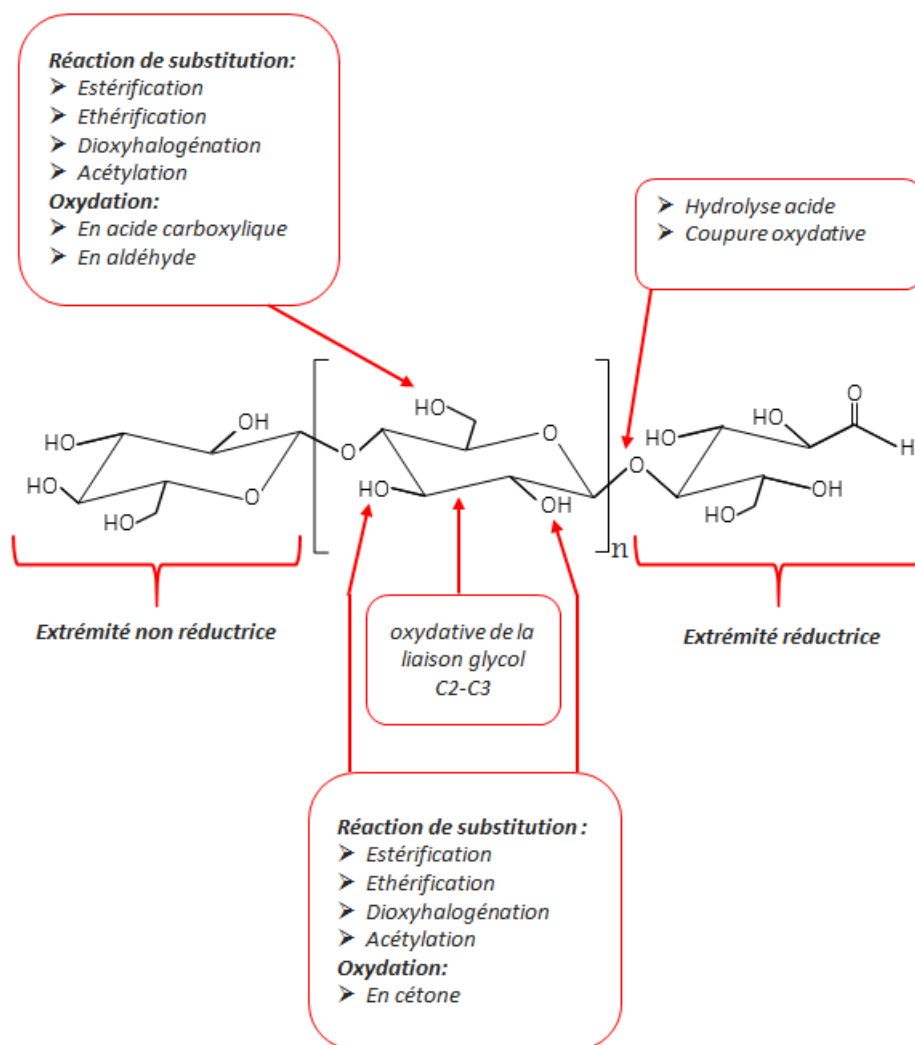 Réaction de substitution:
➤ Estérification
➤ Ethérification
➤ Dioxyhalogénation
➤ Acétylation
Oxydation:
➤ En acide carboxylique
➤ En aldéhyde
➤ Hydrolyse acide
➤ Coupure oxydative
HO
OH
HO
HO
O
HO
O
HO
O
HO
OH
n
O
HO
HO
O
H
OH
HO
Extrémité non réductrice
oxydative de la
liaison glycol
C2-C3
Extrémité réductrice
Réaction de substitution :
➤ Estérification
➤ Ethérification
➤ Dioxyhalogénation
➤ Acétylation
Oxydation:
➤ En cétone